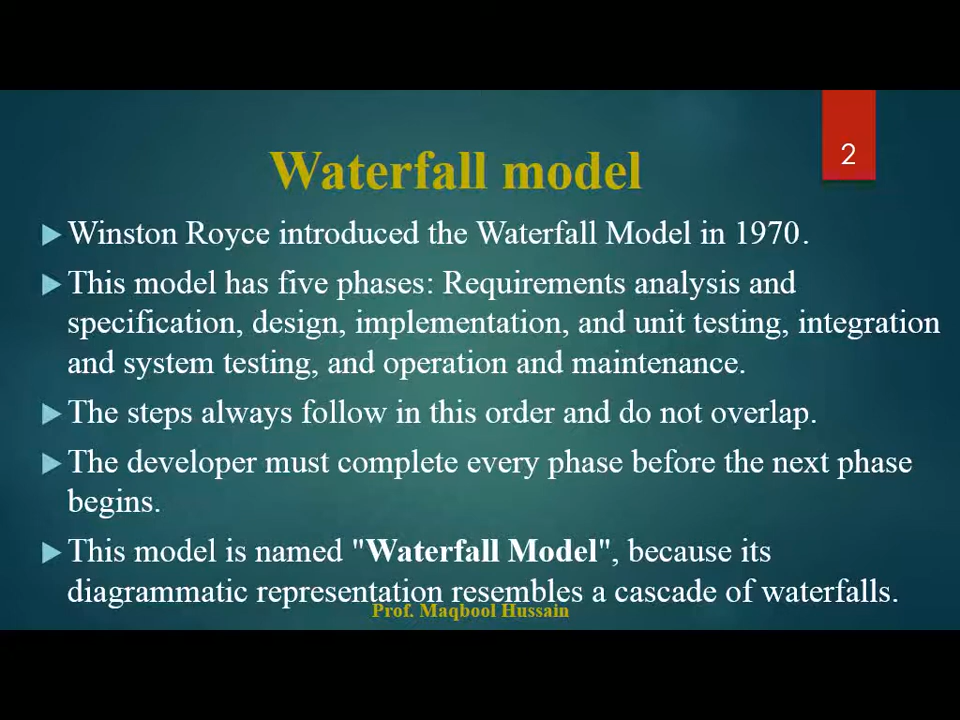 2
Waterfall model
Winston Royce introduced the Waterfall Model in 1970.
This model has five phases: Requirements analysis and
specification, design, implementation, and unit testing, integration
and system testing, and operation and maintenance.
The steps always follow in this order and do not overlap.
The developer must complete every phase before the next phase
begins.
This model is named "Waterfall Model", because its
diagrammatic representation resembles a cascade of waterfalls.
Prof. Maqbool Hussain